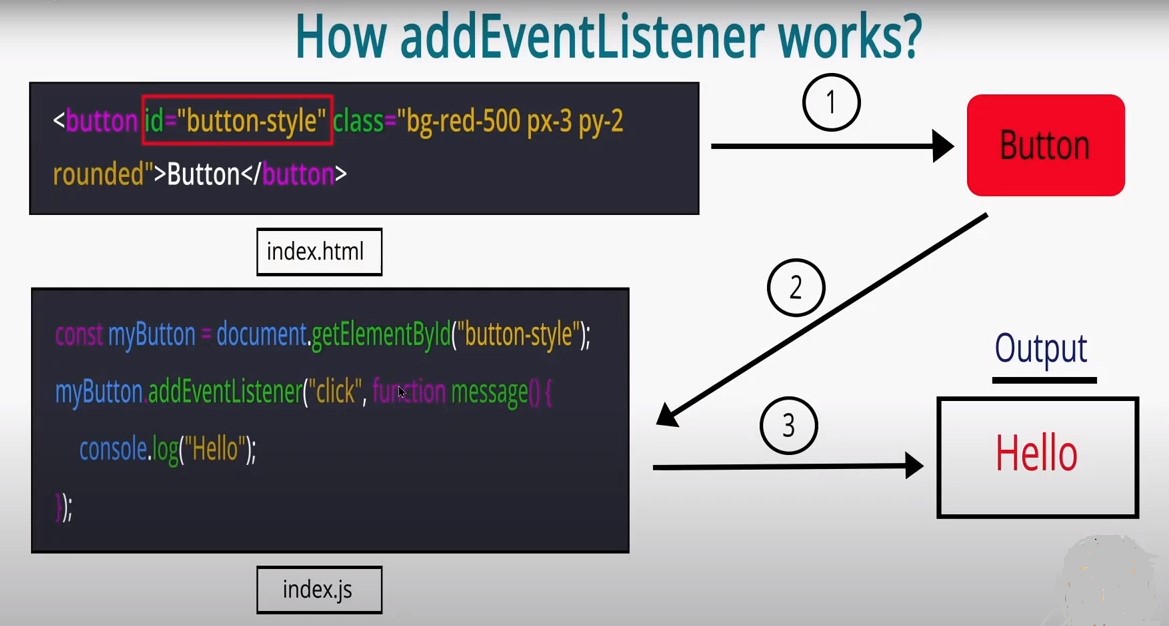 How addEventListener works?
<button id="button-style" class="bg-red-500 px-3 py-2
rounded">Button</button>
1
Button
index.html
2
const myButton = document.getElementById("button-style");
myButton.addEventListener("click", function message() {
console.log("Hello");
});
3
Output
Hello
index.js